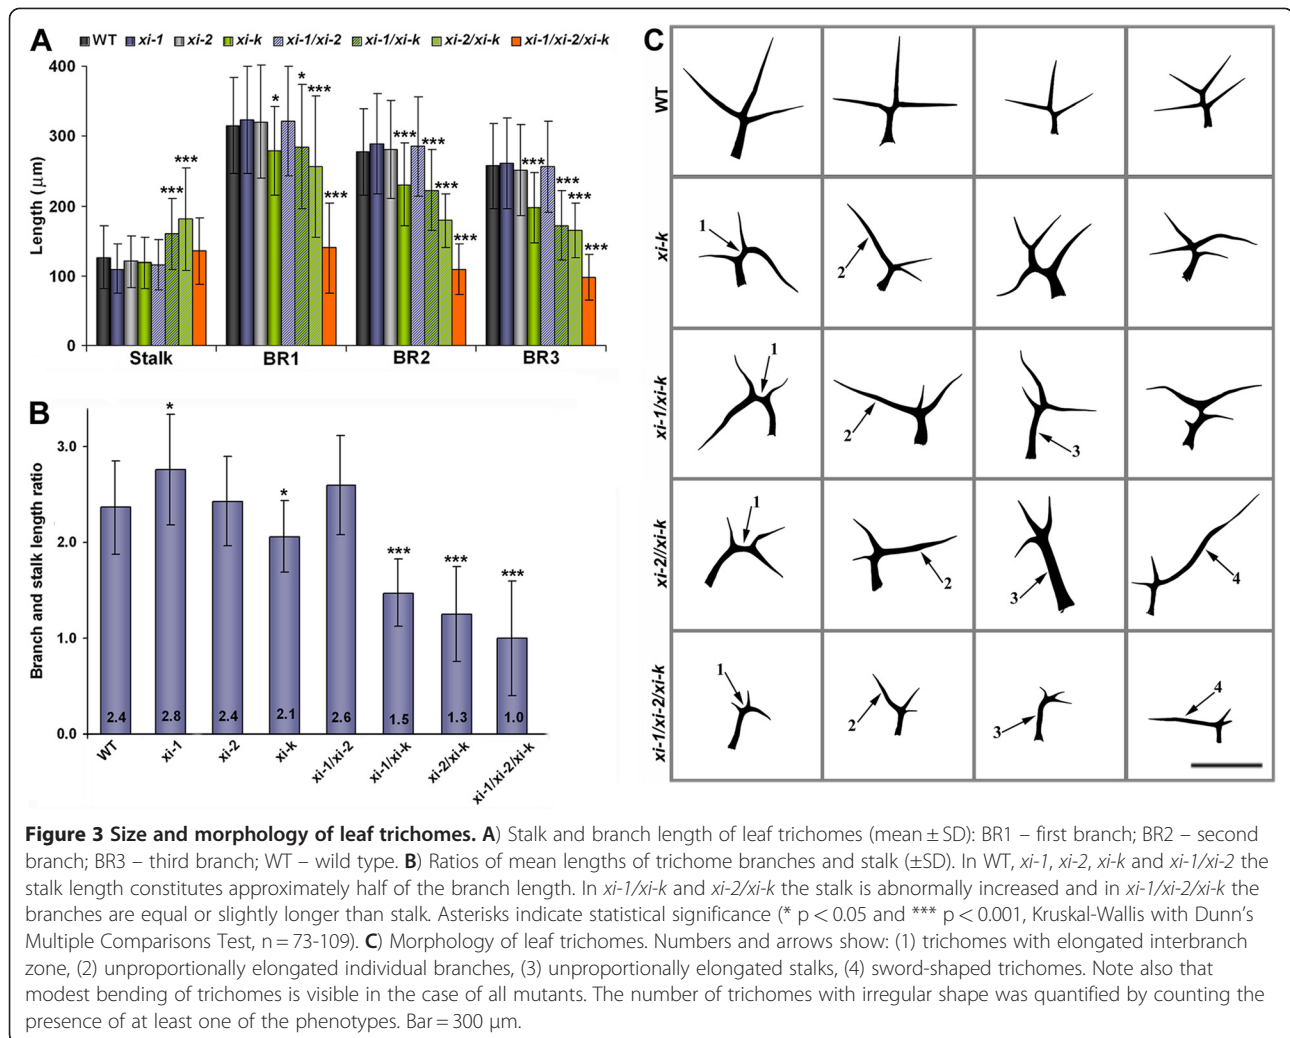 A
WT xi-1 xi-2 xi-k xi-1/xi-2 xi-1/xi-k xi-2/xi-k xi-1/xi-2/xi-k
Length (µm)
400
300
200
100
0
*** ***
* * ***
***
*** *** *** ***
*** *** *** ***
Stalk BR1 BR2 BR3
B
Branch and stalk length ratio
3.0
2.0
1.0
0.0
* * *** *** ***
2.4 2.8 2.4 2.1 2.6 1.5 1.3 1.0
WT xi-1 xi-2 xi-k xi-1/xi-2 xi-1/xi-k xi-2/xi-k xi-1/xi-2/xi-k
C
WT
xi-k
1 2
xi-1/xi-k
1 2 3
xi-2//xi-k
1 2 3 4
xi-1/xi-2/xi-k
1 2 3 4
Figure 3 Size and morphology of leaf trichomes. A) Stalk and branch length of leaf trichomes (mean ± SD): BR1 – first branch; BR2 – second
branch; BR3 – third branch; WT – wild type. B) Ratios of mean lengths of trichome branches and stalk (±SD). In WT, xi-1, xi-2, xi-k and xi-1/xi-2 the
stalk length constitutes approximately half of the branch length. In xi-1/xi-k and xi-2/xi-k the stalk is abnormally increased and in xi-1/xi-2/xi-k the
branches are equal or slightly longer than stalk. Asterisks indicate statistical significance (* p < 0.05 and *** p < 0.001, Kruskal-Wallis with Dunn's
Multiple Comparisons Test, n = 73-109). C) Morphology of leaf trichomes. Numbers and arrows show: (1) trichomes with elongated interbranch
zone, (2) unproportionally elongated individual branches, (3) unproportionally elongated stalks, (4) sword-shaped trichomes. Note also that
modest bending of trichomes is visible in the case of all mutants. The number of trichomes with irregular shape was quantified by counting the
presence of at least one of the phenotypes. Bar = 300 µm.